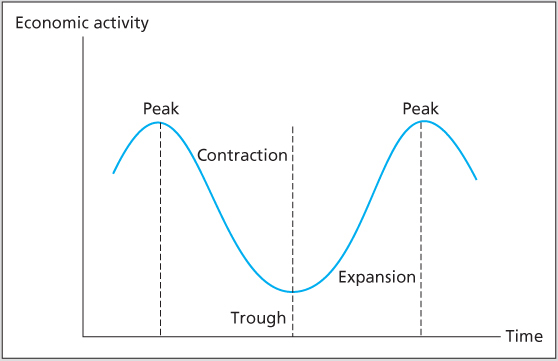 Economic activity
Peak
Peak
Contraction
Expansion
Trough
Time